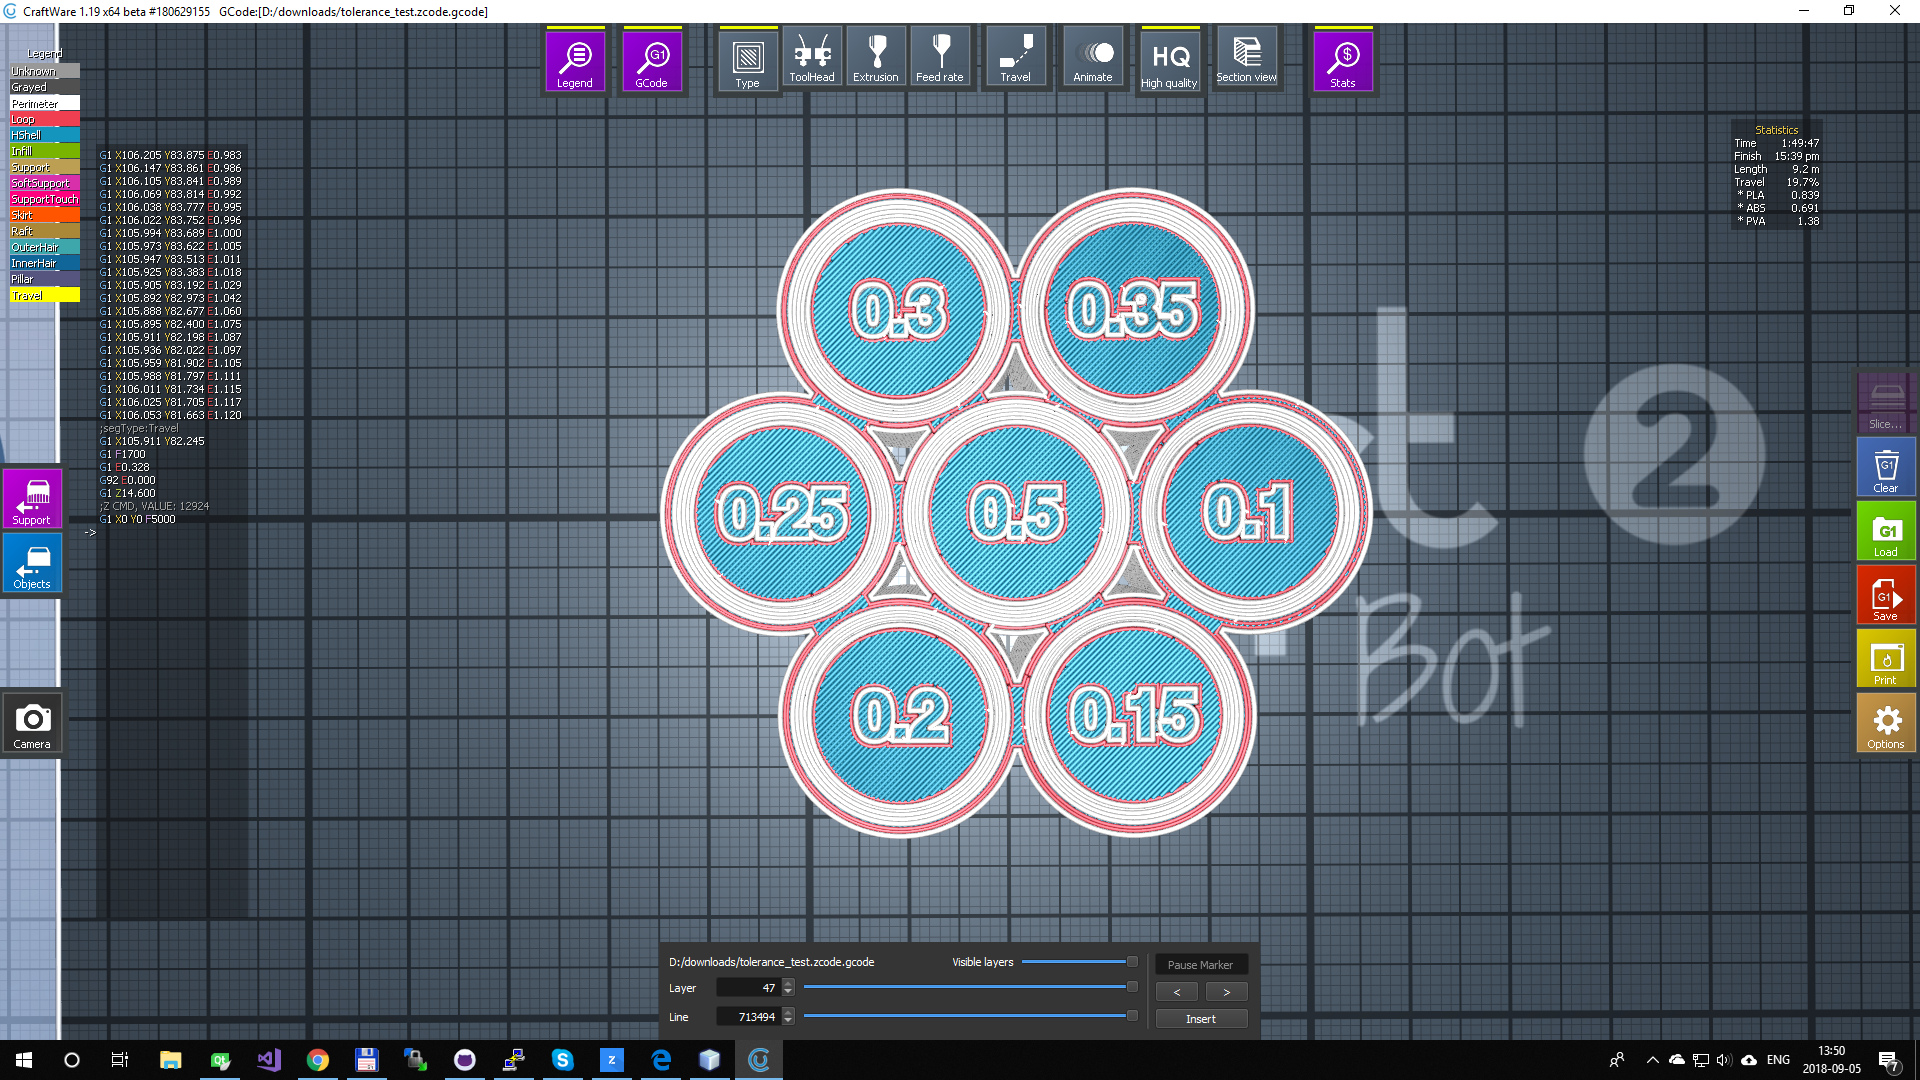 CraftWare 1.19 x64 beta #180629155 GCode:[D:/downloads/tolerance_test.zcode.gcode]
Legend
GCode
Type
ToolHead
Extrusion
Feed rate
Travel
Animate
HQ
High quality
Section view
Stats
Legend
Unknown
Grayed
Perimeter
Loop
HShell
Infill
Support
SoftSupport
SupportTouch
Skirt
Raft
OuterHair
InnerHair
Pillar
Travel
G1 X106.205 Y83.875 E0.983
G1 X106.147 Y83.861 E0.986
G1 X106.105 Y83.841 E0.989
G1 X106.069 Y83.814 E0.992
G1 X106.038 Y83.777 E0.995
G1 X106.022 Y83.752 E0.996
G1 X105.994 Y83.689 E1.000
G1 X105.973 Y83.622 E1.005
G1 X105.947 Y83.513 E1.011
G1 X105.925 Y83.383 E1.018
G1 X105.905 Y83.192 E1.029
G1 X105.892 Y82.973 E1.042
G1 X105.888 Y82.677 E1.060
G1 X105.895 Y82.400 E1.075
G1 X105.911 Y82.198 E1.087
G1 X105.936 Y82.022 E1.097
G1 X105.959 Y81.902 E1.105
G1 X105.988 Y81.797 E1.111
G1 X106.011 Y81.734 E1.115
G1 X106.025 Y81.705 E1.117
G1 X106.053 Y81.663 E1.120
;segType:Travel
G1 X105.911 Y82.245
G1 F1700
G1 E0.328
G92 E0.000
G1 Z14.600
;Z CMD, VALUE: 12924
G1 X0 Y0 F5000
->
Statistics
Time 1:49:47
Finish 15:39 pm
Length 9.2 m
Travel 19.7%
* PLA 0.839
* ABS 0.691
* PVA 1.38
0.3
0.35
0.25
0.5
0.1
0.2
0.15
2
Bot
Support
Objects
Camera
Slice...
G1
Clear
G1
Load
G1
Save
Print
Options
D:/downloads/tolerance_test.zcode.gcode
Visible layers
Layer 47
Line 713494
Pause Marker
< >
Insert
ENG
13:50
2018-09-05
7